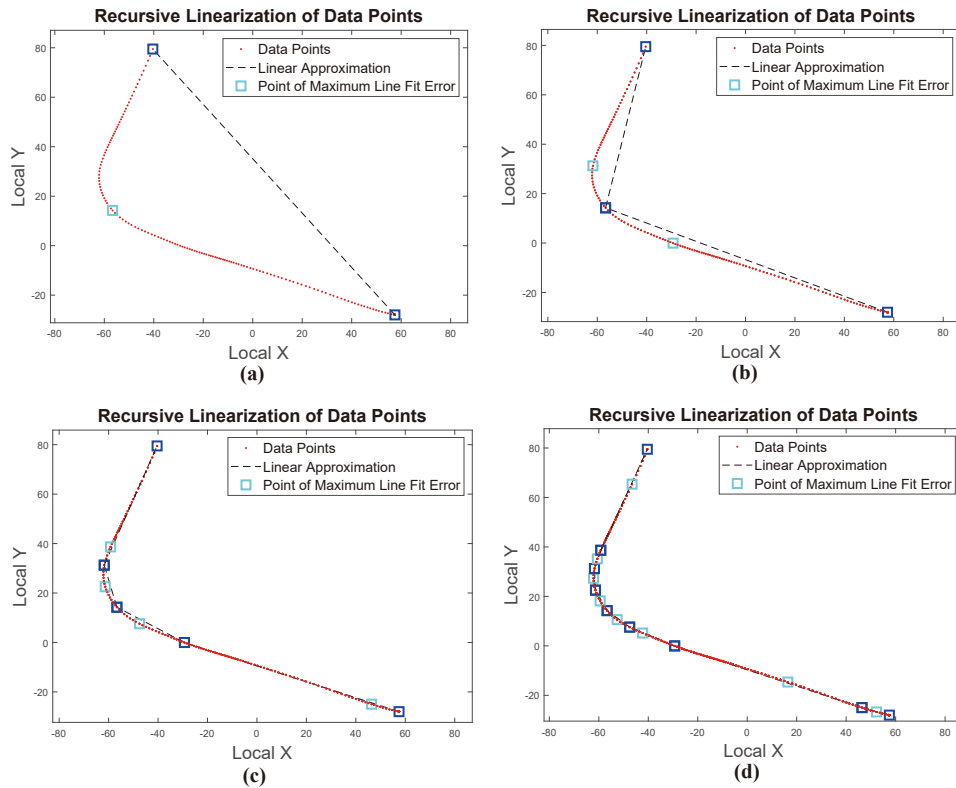 Recursive Linearization of Data Points
80
60
40
20
0
-20
-80 -60 -40 -20 0 20 40 60 80
Local Y
Local X
Data Points
Linear Approximation
Point of Maximum Line Fit Error
(a)
Recursive Linearization of Data Points
80
60
40
20
0
-20
-80 -60 -40 -20 0 20 40 60 80
Local Y
Local X
Data Points
Linear Approximation
Point of Maximum Line Fit Error
(b)
Recursive Linearization of Data Points
80
60
40
20
0
-20
-80 -60 -40 -20 0 20 40 60 80
Local Y
Local X
Data Points
Linear Approximation
Point of Maximum Line Fit Error
(c)
Recursive Linearization of Data Points
80
60
40
20
0
-20
-80 -60 -40 -20 0 20 40 60 80
Local Y
Local X
Data Points
Linear Approximation
Point of Maximum Line Fit Error
(d)